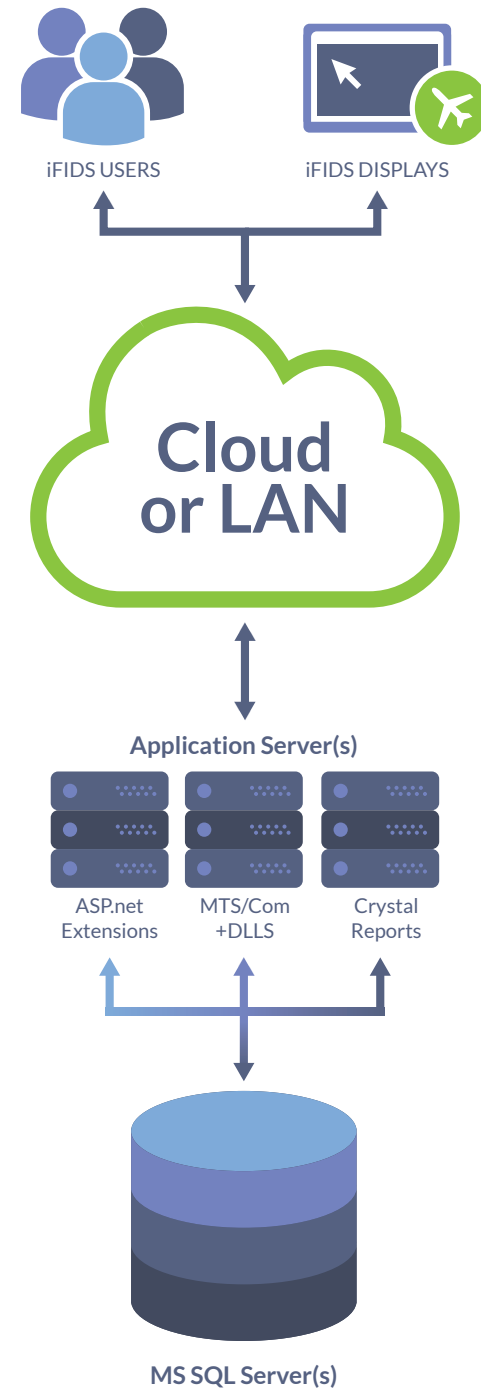 iFIDS USERS
iFIDS DISPLAYS
Cloud
or LAN
Application Server(s)
ASP.net
Extensions
MTS/Com
+DLLS
Crystal
Reports
MS SQL Server(s)